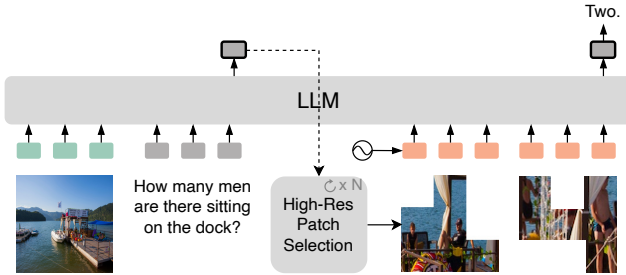 Two.
LLM
How many men
are there sitting
on the dock?
x N
High-Res
Patch
Selection